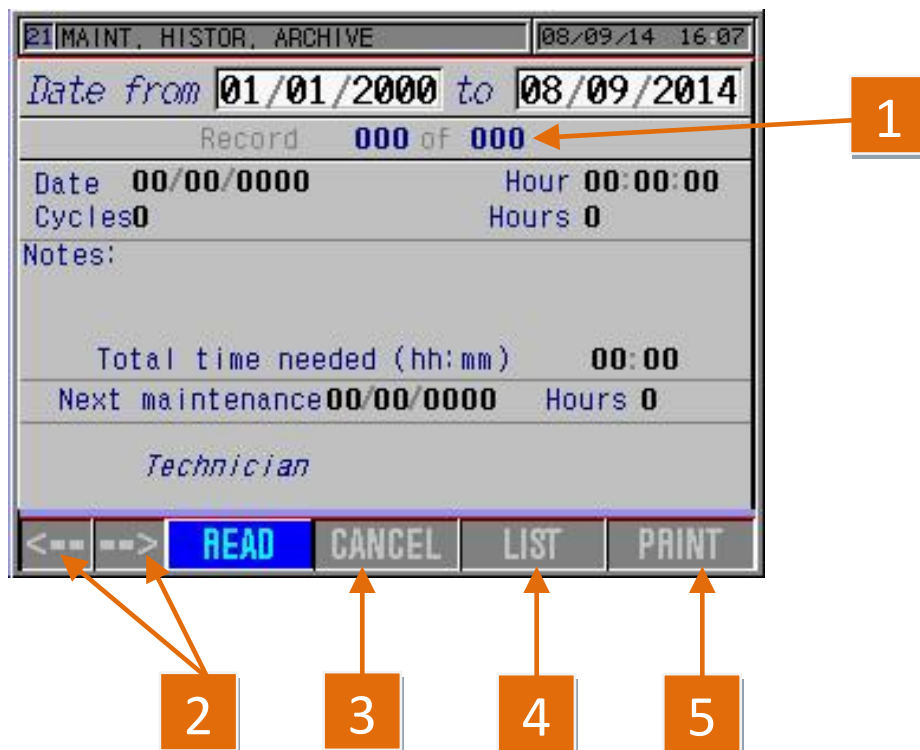 21 MAINT, HISTOR, ARCHIVE 08/09/14 16:07
Date from 01/01/2000 to 08/09/2014
1
Record 000 of 000
Date 00/00/0000 Hour 00:00:00
Cycles0 Hours 0
Notes:
Total time needed (hh:mm) 00:00
Next maintenance00/00/0000 Hours 0
Technician
<-- --> READ CANCEL LIST PRINT
2 3 4 5